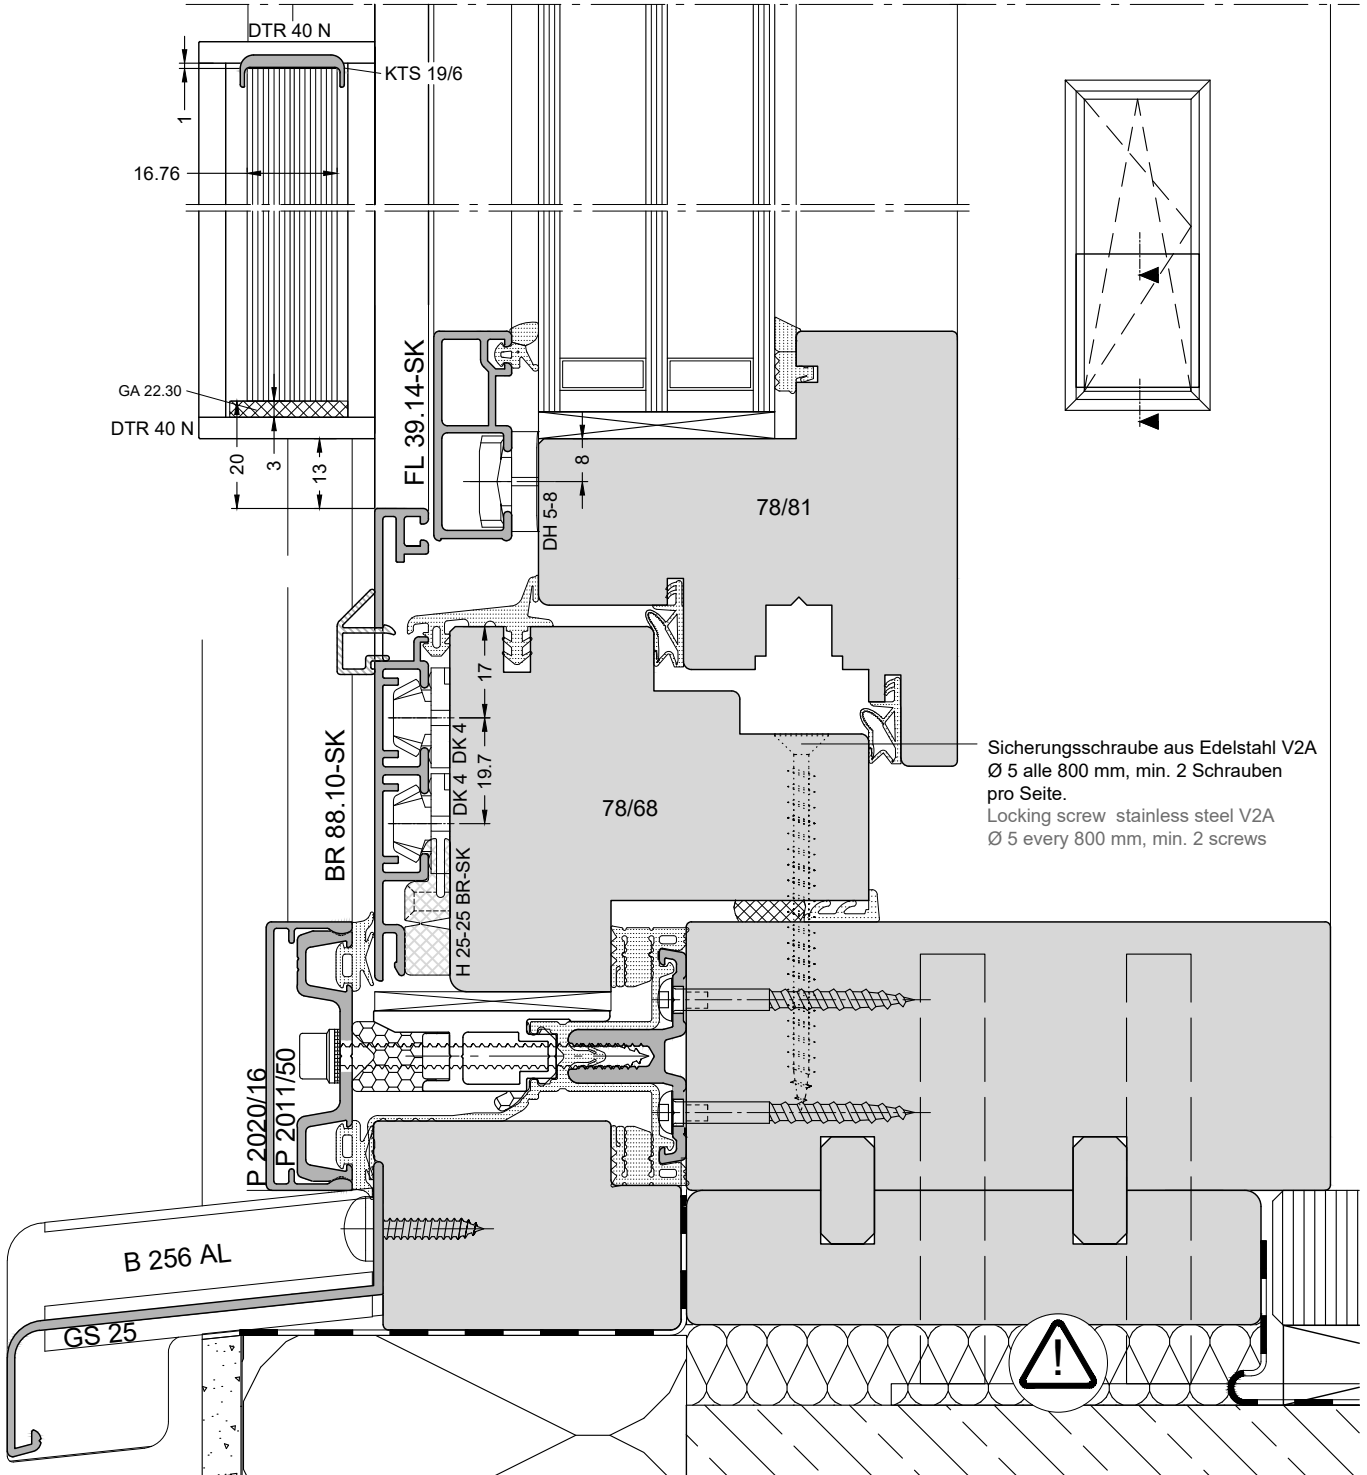 DTR 40 N
KTS 19/6
1
16.76
GA 22.30
DTR 40 N
20
3
13
FL 39.14-SK
8
DH 5-8
78/81
17
BR 88.10-SK
DK 4
DK 4
19.7
78/68
H 25-25 BR-SK
Sicherungsschraube aus Edelstahl V2A
Ø 5 alle 800 mm, min. 2 Schrauben
pro Seite.
Locking screw stainless steel V2A
Ø 5 every 800 mm, min. 2 screws
P 2020/16
P 2011/50
B 256 AL
GS 25
!